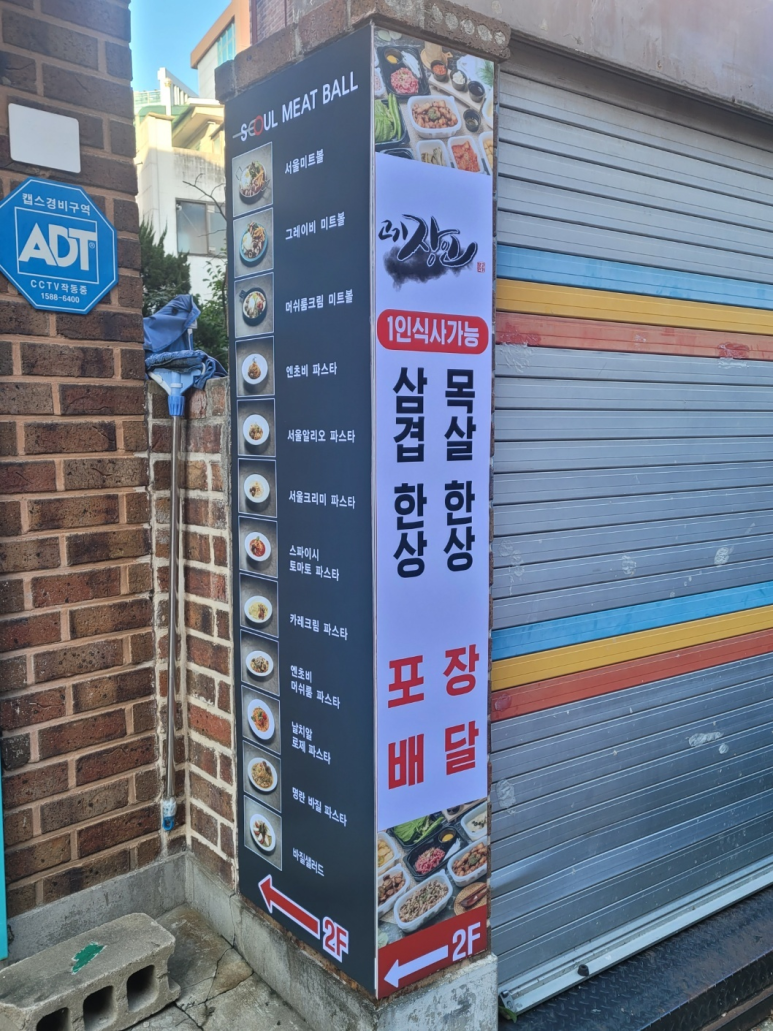 캡스경비구역
ADT
CCTV작동중
1588-6400
SEOUL MEAT BALL
서울미트볼
그레이비 미트볼
머쉬룸크림 미트볼
엔초비 파스타
서울알리오 파스타
서울크리미 파스타
스파이시
토마토 파스타
카레크림 파스타
엔초비
머쉬룸 파스타
날치알
로제 파스타
명란 바질 파스타
바질샐러드
2F
고기장인
1인식사가능
목살 한상
삼겹 한상
포장
배달
2F